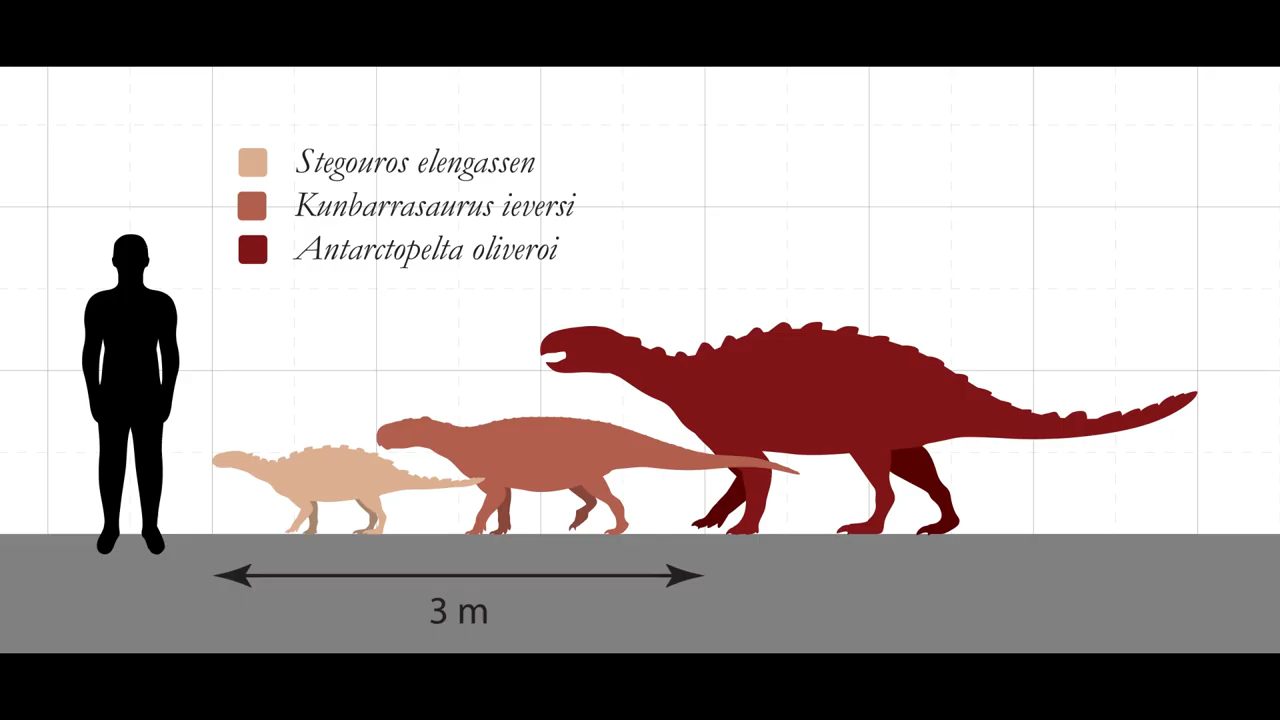 Stegouros elengassen
Kunbarrasaurus ieversi
Antarctopelta oliveroi
3 m